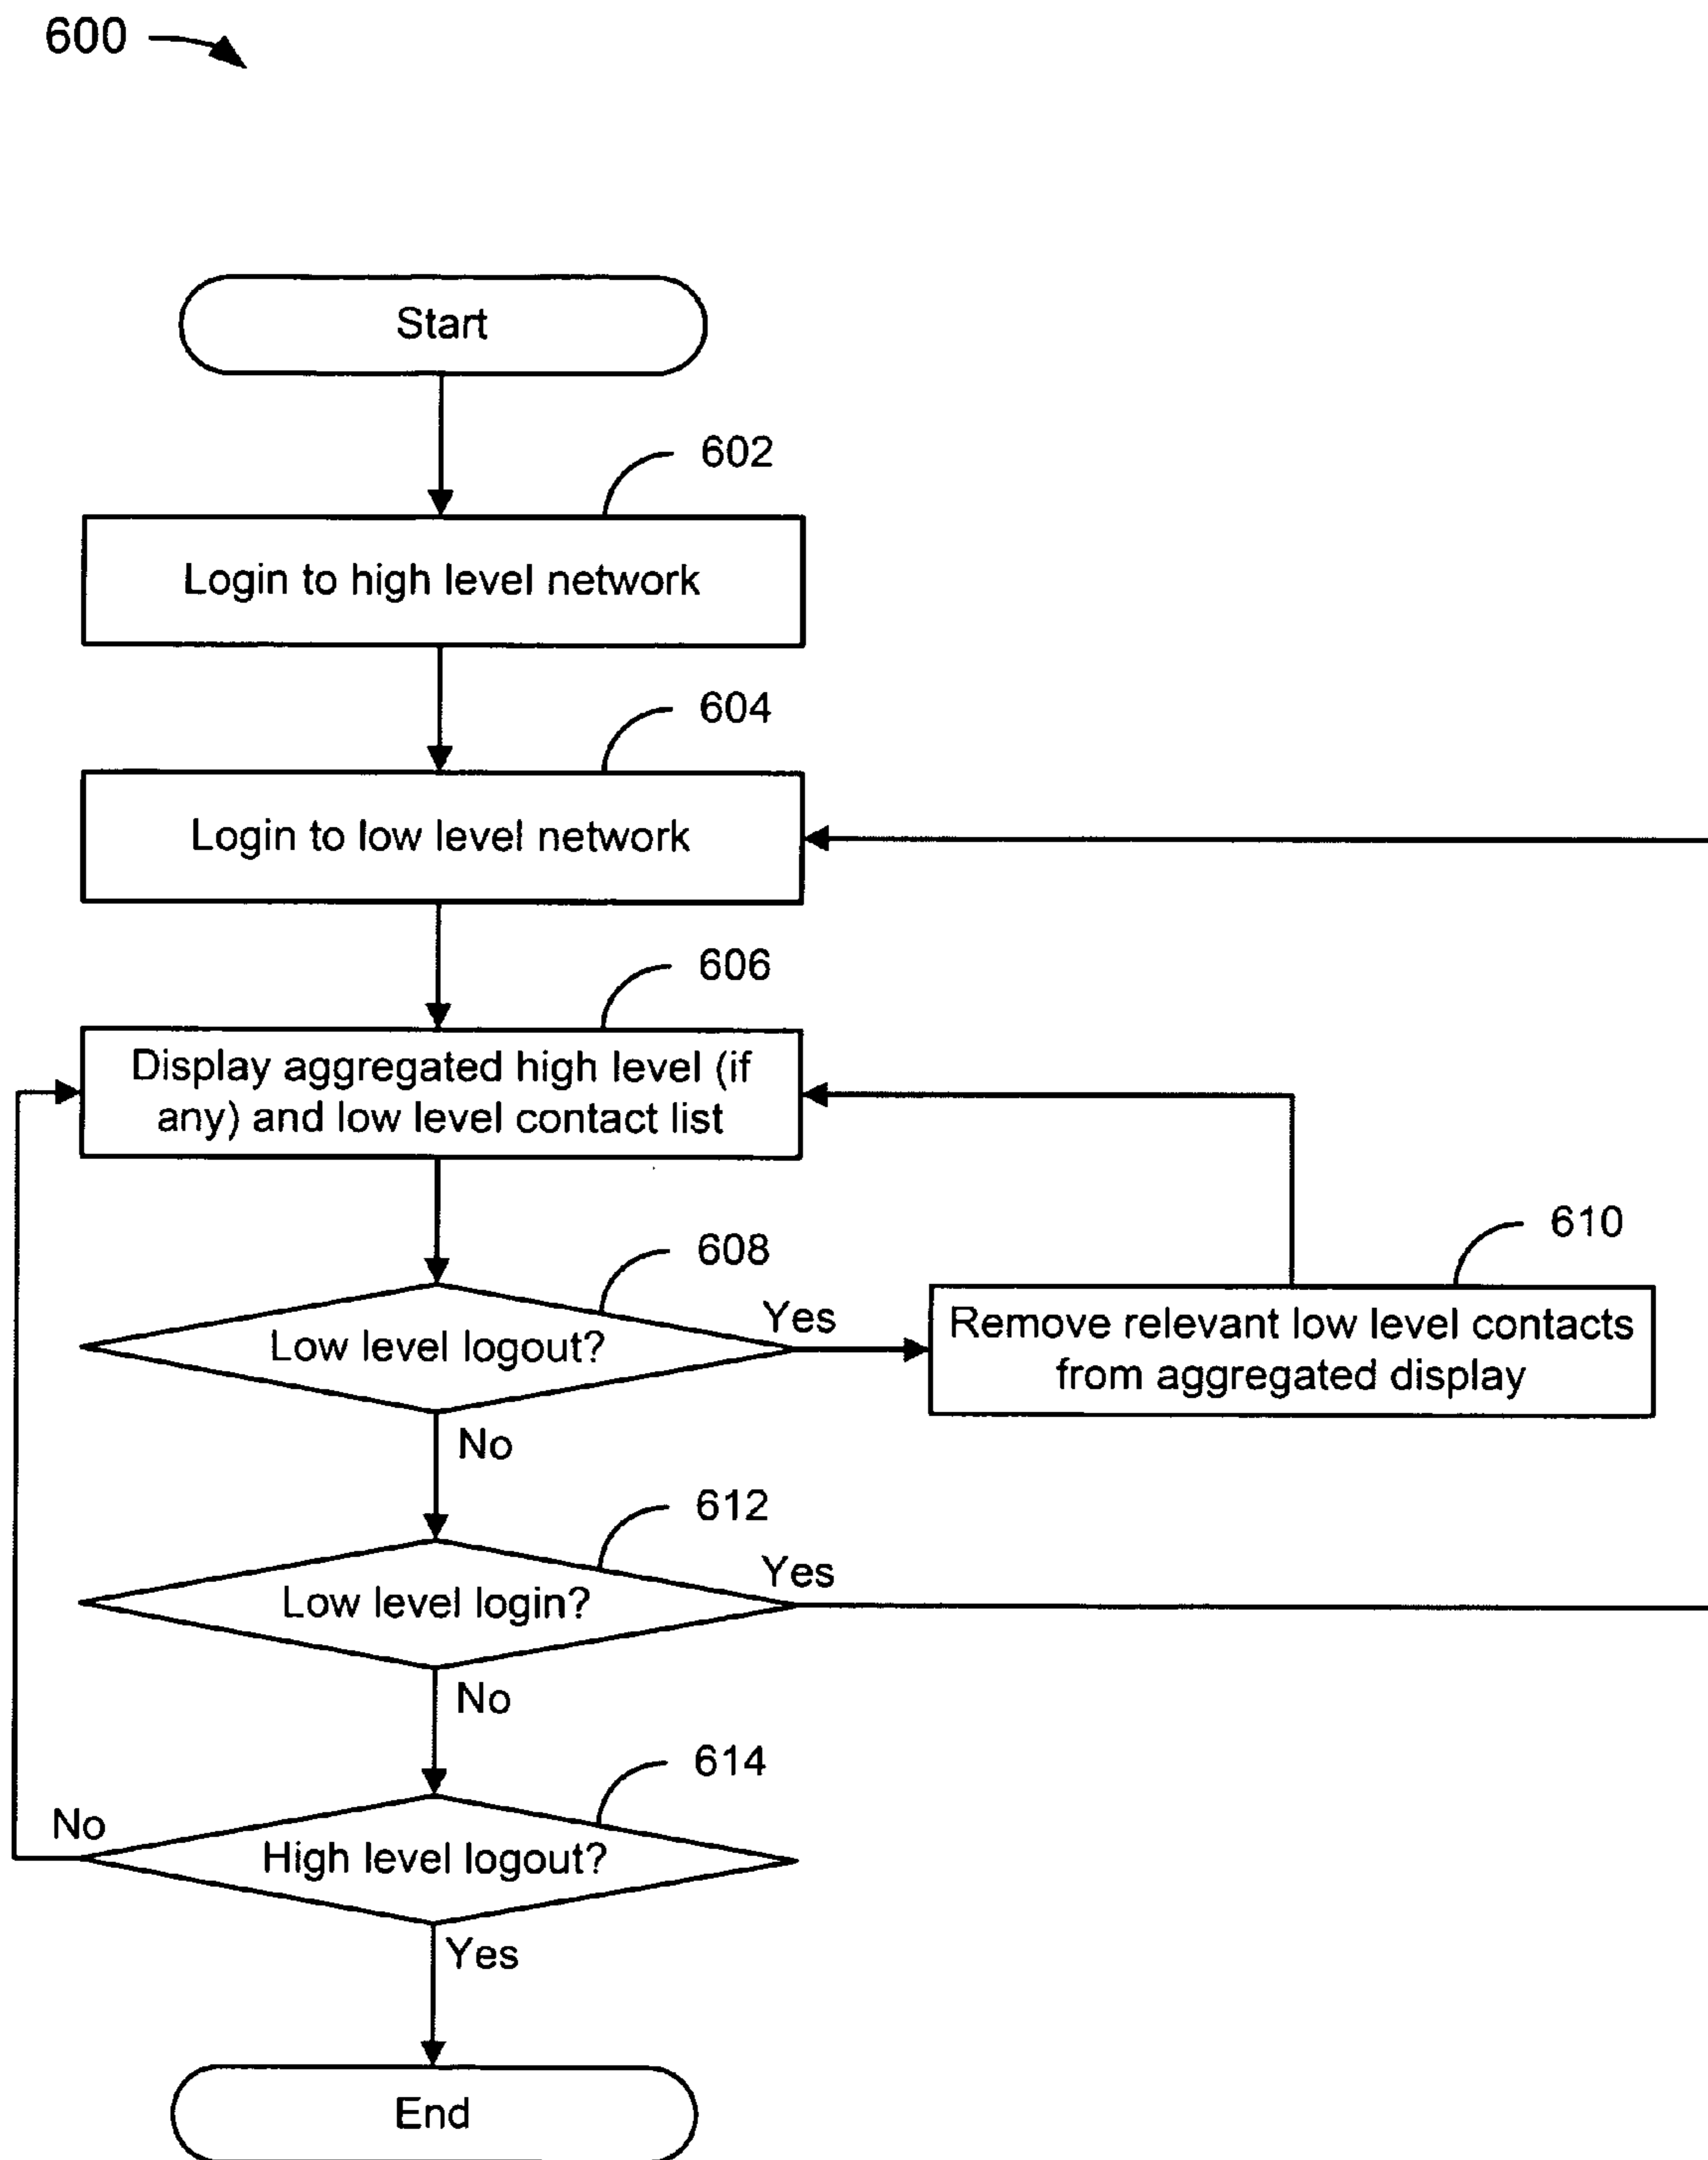 600
Start
602
Login to high level network
604
Login to low level network
606
Display aggregated high level (if
any) and low level contact list
608
Low level logout?
Yes
610
Remove relevant low level contacts
from aggregated display
No
612
Low level login?
Yes
No
614
No
High level logout?
Yes
End